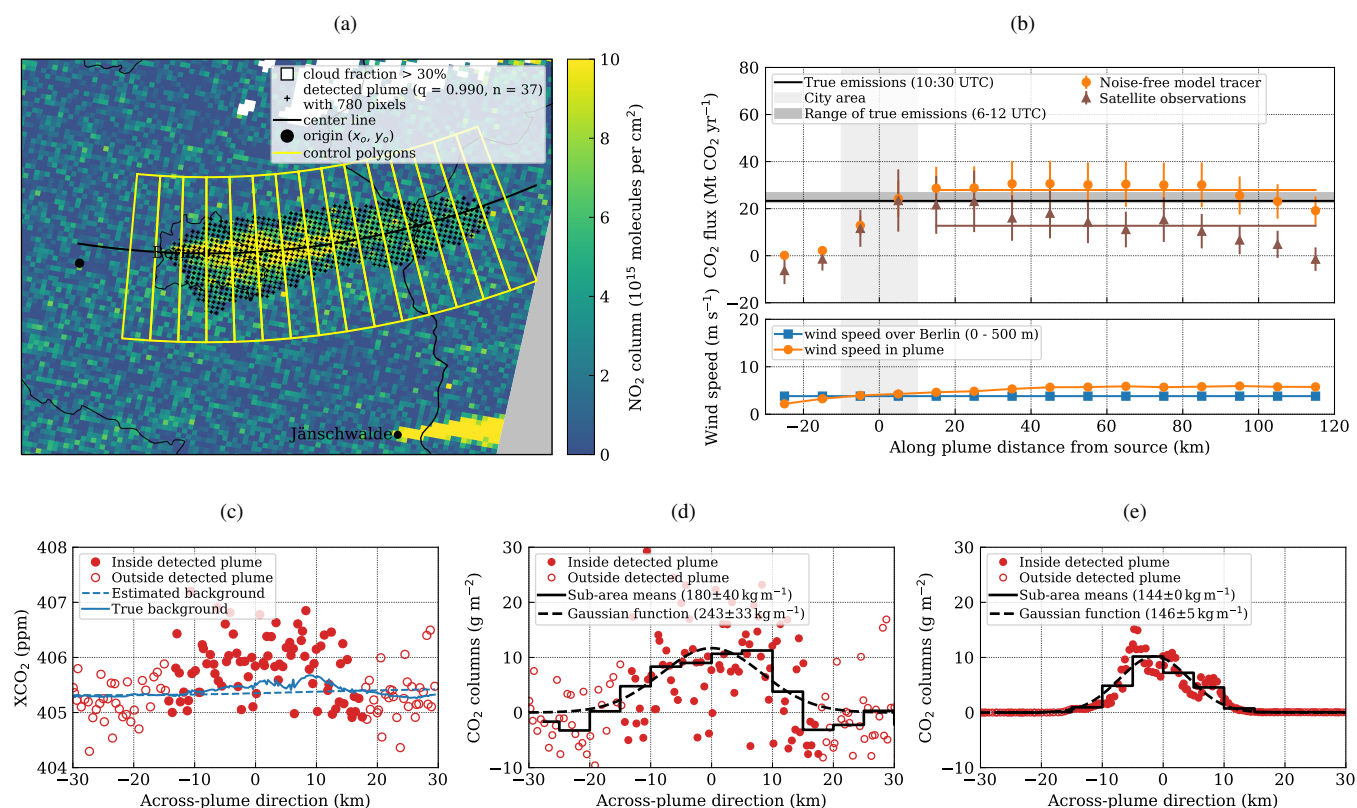 (a)
cloud fraction > 30%
detected plume (q = 0.990, n = 37)
with 780 pixels
center line
origin (xₒ, yₒ)
control polygons
Jänschwalde
10
8
6
4
2
0
NO₂ column (10¹⁵ molecules per cm²)
(b)
True emissions (10:30 UTC)
City area
Range of true emissions (6-12 UTC)
Noise-free model tracer
Satellite observations
80
60
40
20
0
−20
CO₂ flux (Mt CO₂ yr⁻¹)
wind speed over Berlin (0 - 500 m)
wind speed in plume
20
10
0
Wind speed (m s⁻¹)
−20 0 20 40 60 80 100 120
Along plume distance from source (km)
(c)
Inside detected plume
Outside detected plume
Estimated background
True background
408
407
406
405
404
XCO₂ (ppm)
−30 −20 −10 0 10 20 30
Across-plume direction (km)
(d)
Inside detected plume
Outside detected plume
Sub-area means (180±40 kg m⁻¹)
Gaussian function (243±33 kg m⁻¹)
30
20
10
0
−10
CO₂ columns (g m⁻²)
−30 −20 −10 0 10 20 30
Across-plume direction (km)
(e)
Inside detected plume
Outside detected plume
Sub-area means (144±0 kg m⁻¹)
Gaussian function (146±5 kg m⁻¹)
30
20
10
0
−10
CO₂ columns (g m⁻²)
−30 −20 −10 0 10 20 30
Across-plume direction (km)